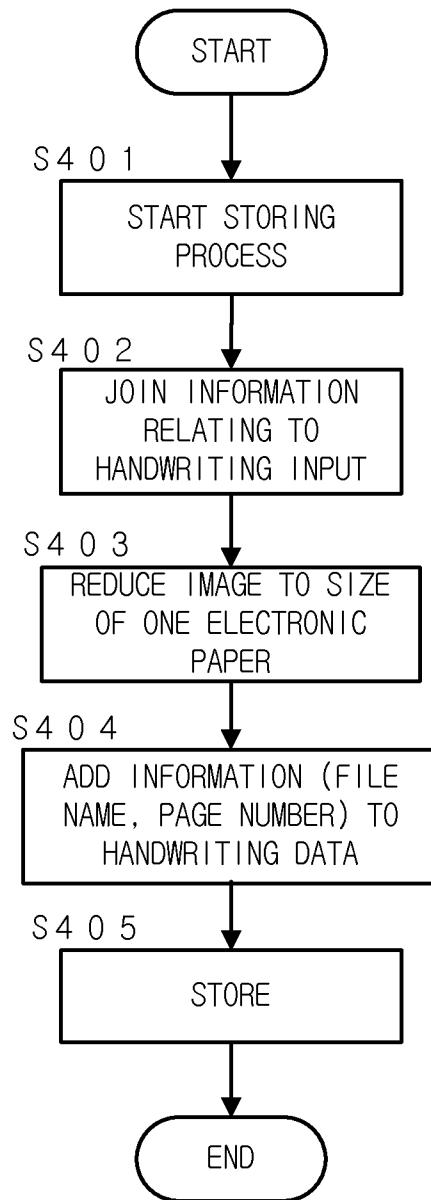 START
S401
START STORING
PROCESS
S402
JOIN INFORMATION
RELATING TO
HANDWRITING INPUT
S403
REDUCE IMAGE TO SIZE
OF ONE ELECTRONIC
PAPER
S404
ADD INFORMATION (FILE
NAME, PAGE NUMBER) TO
HANDWRITING DATA
S405
STORE
END